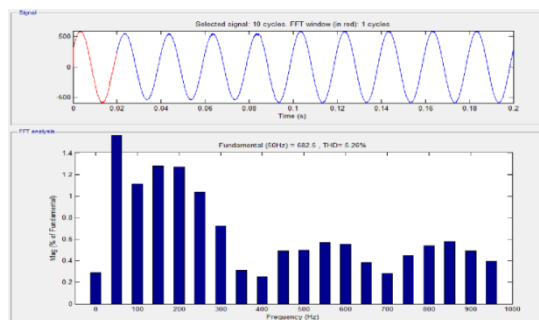 Signal
Selected signal: 10 cycles. FFT window (in red): 1 cycles
500
0
-500
0 0.02 0.04 0.06 0.08 0.1 0.12 0.14 0.16 0.18 0.2
Time (s)
FFT analysis
Fundamental (50Hz) = 682.5 , THD= 5.26%
1.4
1.2
1
0.8
0.6
0.4
0.2
0
Mag (% of Fundamental)
0 100 200 300 400 500 600 700 800 900 1000
Frequency (Hz)